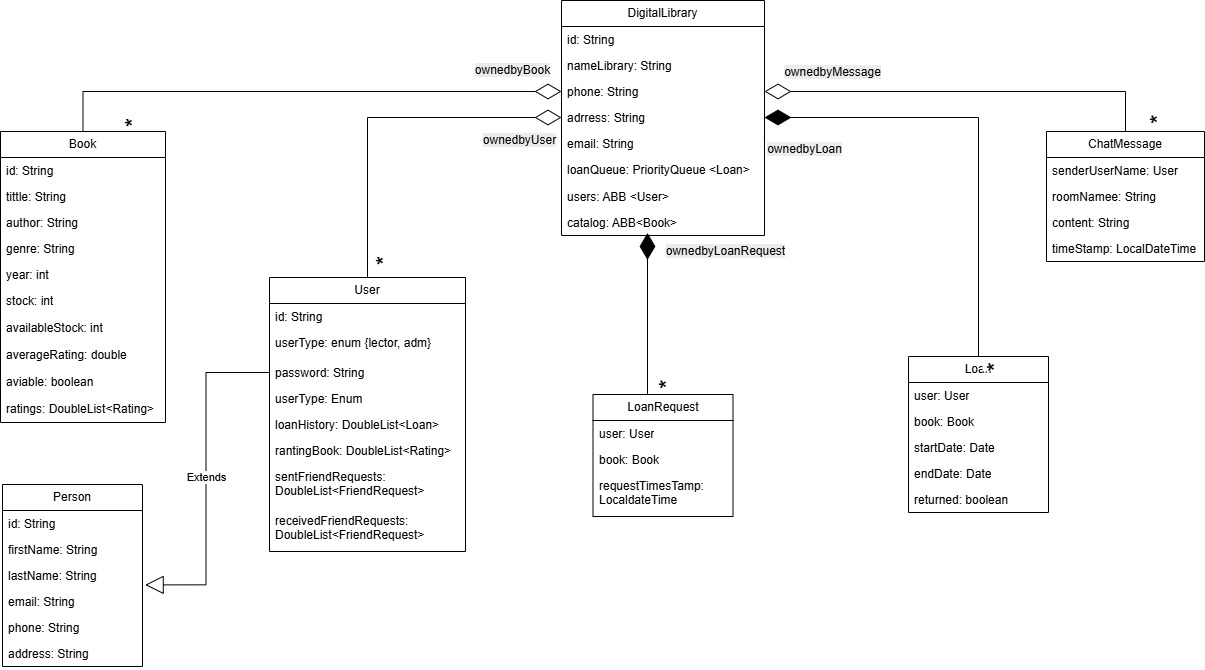 DigitalLibrary
id: String
nameLibrary: String
phone: String
adrress: String
email: String
loanQueue: PriorityQueue <Loan>
users: ABB <User>
catalog: ABB<Book>
ownedbyBook
ownedbyUser
ownedbyMessage
ownedbyLoan
ownedbyLoanRequest
*
Book
id: String
tittle: String
author: String
genre: String
year: int
stock: int
availableStock: int
averageRating: double
aviable: boolean
ratings: DoubleList<Rating>
*
User
id: String
userType: enum {lector, adm}
password: String
userType: Enum
loanHistory: DoubleList<Loan>
rantingBook: DoubleList<Rating>
sentFriendRequests:
DoubleList<FriendRequest>
receivedFriendRequests:
DoubleList<FriendRequest>
Extends
Person
id: String
firstName: String
lastName: String
email: String
phone: String
address: String
*
LoanRequest
user: User
book: Book
requestTimesTamp:
LocaldateTime
*
Loan
user: User
book: Book
startDate: Date
endDate: Date
returned: boolean
*
ChatMessage
senderUserName: User
roomNamee: String
content: String
timeStamp: LocalDateTime